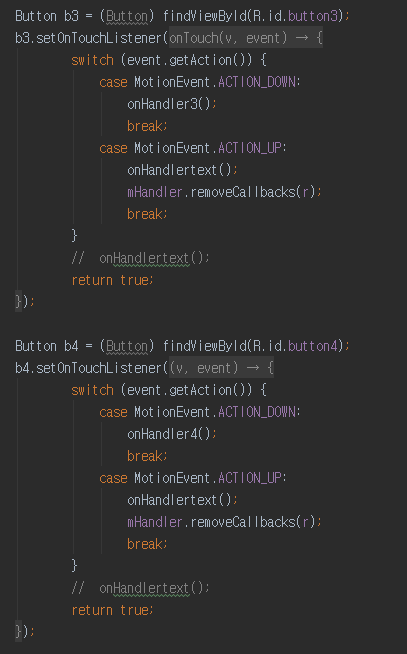 Button b3 = (Button) findViewById(R.id.button3);
b3.setOnTouchListener(onTouch(v, event) → {
switch (event.getAction()) {
case MotionEvent.ACTION_DOWN:
onHandler3();
break;
case MotionEvent.ACTION_UP:
onHandlertext();
mHandler.removeCallbacks(r);
break;
}
// onHandlertext();
return true;
});
Button b4 = (Button) findViewById(R.id.button4);
b4.setOnTouchListener((v, event) → {
switch (event.getAction()) {
case MotionEvent.ACTION_DOWN:
onHandler4();
break;
case MotionEvent.ACTION_UP:
onHandlertext();
mHandler.removeCallbacks(r);
break;
}
// onHandlertext();
return true;
});